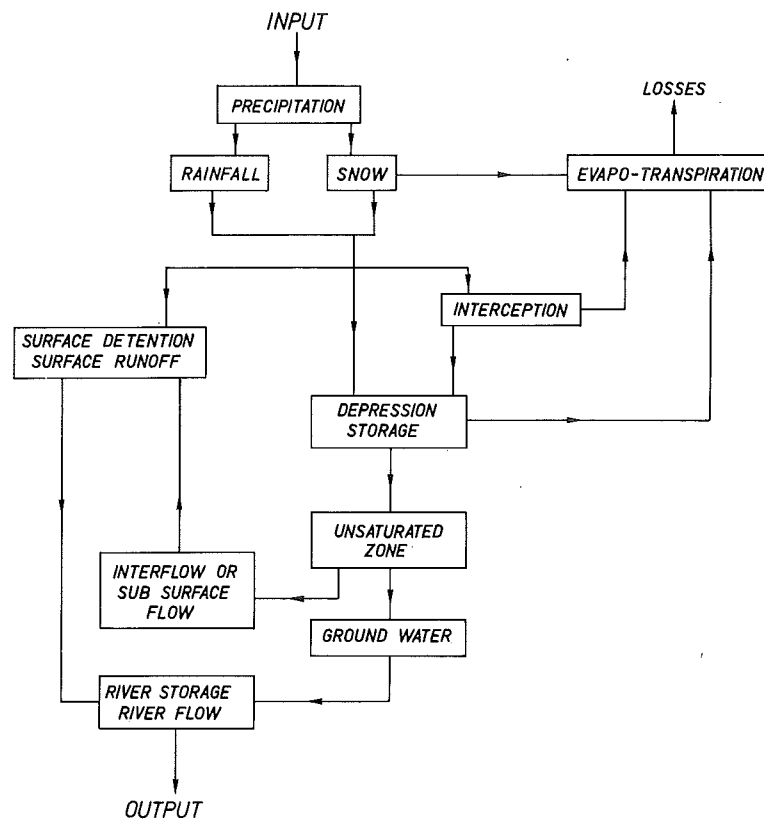 INPUT
PRECIPITATION
LOSSES
RAINFALL
SNOW
EVAPO-TRANSPIRATION
INTERCEPTION
SURFACE DETENTION
SURFACE RUNOFF
DEPRESSION
STORAGE
UNSATURATED
ZONE
INTERFLOW OR
SUB SURFACE
FLOW
GROUND WATER
RIVER STORAGE
RIVER FLOW
OUTPUT